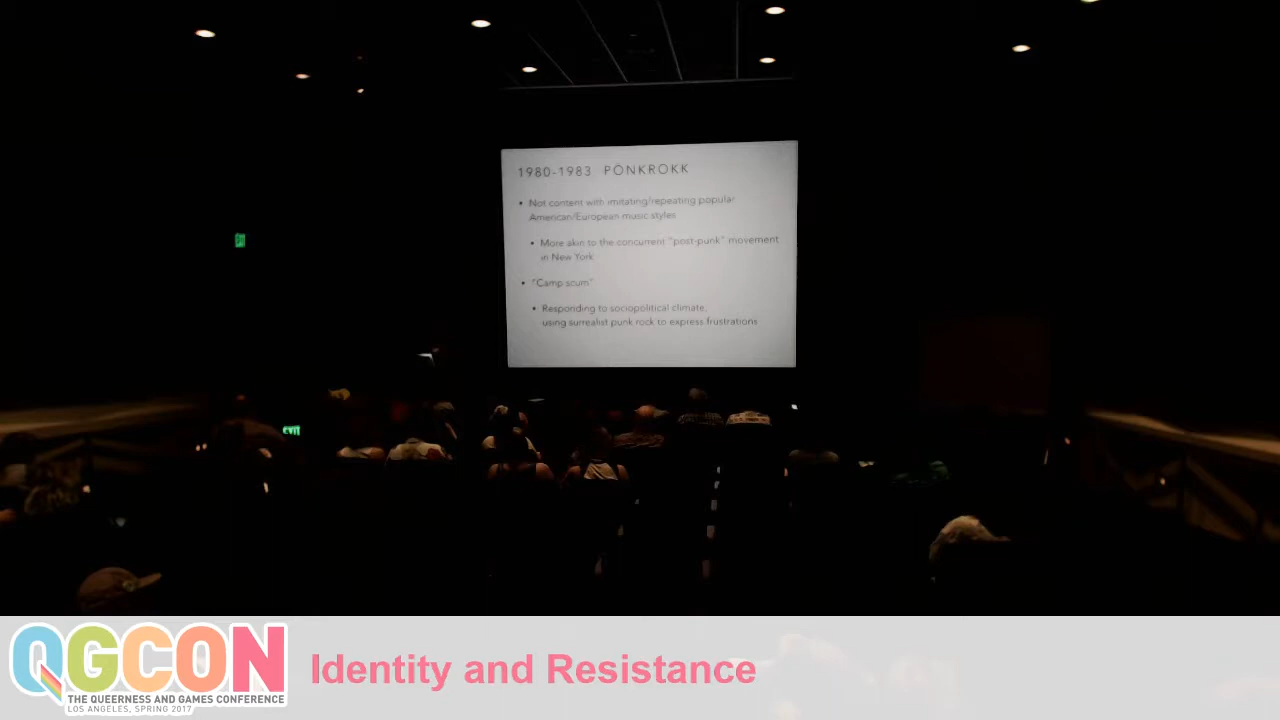 1980-1983 PÖNKROKK
• Not content with imitating/repeating popular
American/European music styles
• More akin to the concurrent "post-punk" movement
in New York
• "Camp scum"
• Responding to sociopolitical climate,
using surrealist punk rock to express frustrations
EXIT
QGCON
THE QUEERNESS AND GAMES CONFERENCE
LOS ANGELES, SPRING 2017
Identity and Resistance